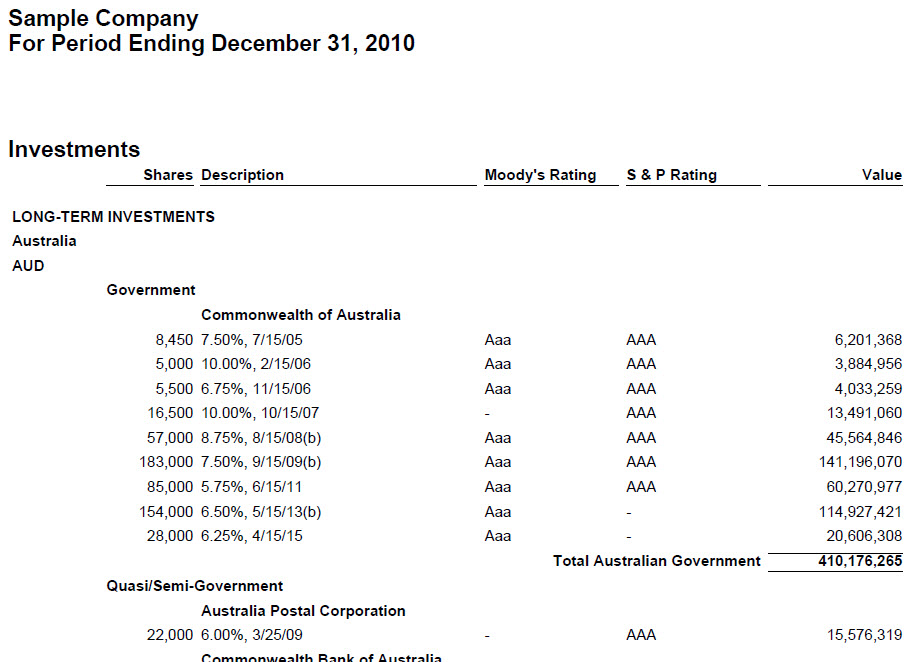 Sample Company
For Period Ending December 31, 2010
Investments
Shares Description Moody's Rating S & P Rating Value
LONG-TERM INVESTMENTS
Australia
AUD
Government
Commonwealth of Australia
8,450 7.50%, 7/15/05 Aaa AAA 6,201,368
5,000 10.00%, 2/15/06 Aaa AAA 3,884,956
5,500 6.75%, 11/15/06 Aaa AAA 4,033,259
16,500 10.00%, 10/15/07 - AAA 13,491,060
57,000 8.75%, 8/15/08(b) Aaa AAA 45,564,846
183,000 7.50%, 9/15/09(b) Aaa AAA 141,196,070
85,000 5.75%, 6/15/11 Aaa AAA 60,270,977
154,000 6.50%, 5/15/13(b) Aaa - 114,927,421
28,000 6.25%, 4/15/15 Aaa - 20,606,308
Total Australian Government 410,176,265
Quasi/Semi-Government
Australia Postal Corporation
22,000 6.00%, 3/25/09 - AAA 15,576,319
Commonwealth Bank of Australia